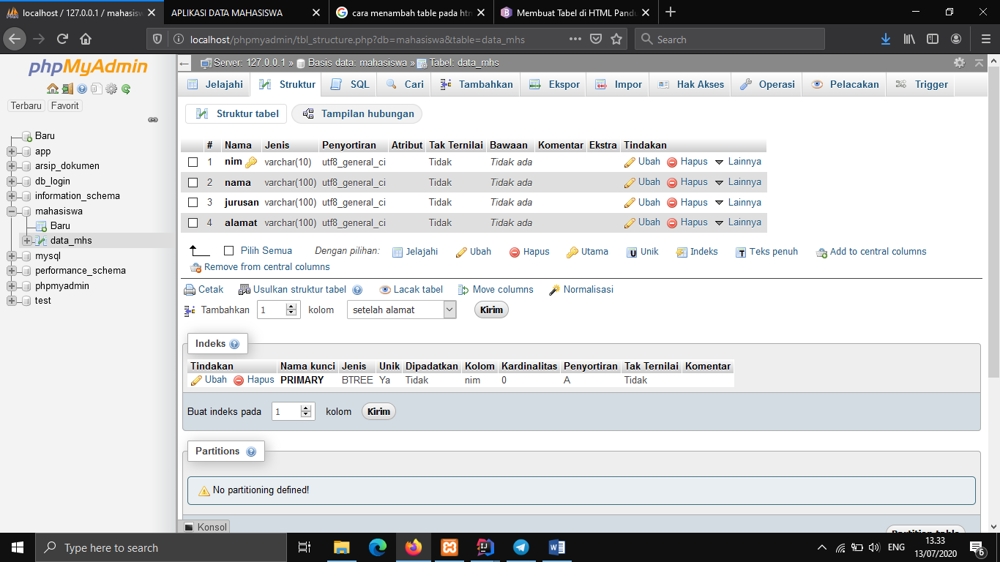 localhost / 127.0.0.1 / mahasisw
APLIKASI DATA MAHASISWA
cara menambah table pada htm
Membuat Tabel di HTML Pandu
localhost/phpmyadmin/tbl_structure.php?db=mahasiswa&table=data_mhs
Search
phpMyAdmin
Terbaru Favorit
Baru
app
arsip_dokumen
db_login
information_schema
mahasiswa
Baru
data_mhs
mysql
performance_schema
phpmyadmin
test
Server: 127.0.0.1 » Basis data: mahasiswa » Tabel: data_mhs
Jelajahi Struktur SQL Cari Tambahkan Ekspor Impor Hak Akses Operasi Pelacakan Trigger
Struktur tabel Tampilan hubungan
# Nama Jenis Penyortiran Atribut Tak Ternilai Bawaan Komentar Ekstra Tindakan
1 nim varchar(10) utf8_general_ci Tidak Tidak ada Ubah Hapus Lainnya
2 nama varchar(100) utf8_general_ci Tidak Tidak ada Ubah Hapus Lainnya
3 jurusan varchar(100) utf8_general_ci Tidak Tidak ada Ubah Hapus Lainnya
4 alamat varchar(100) utf8_general_ci Tidak Tidak ada Ubah Hapus Lainnya
Pilih Semua Dengan pilihan: Jelajahi Ubah Hapus Utama Unik Indeks Teks penuh Add to central columns
Remove from central columns
Cetak Usulkan struktur tabel Lacak tabel Move columns Normalisasi
Tambahkan 1 kolom setelah alamat Kirim
Indeks
Tindakan Nama kunci Jenis Unik Dipadatkan Kolom Kardinalitas Penyortiran Tak Ternilai Komentar
Ubah Hapus PRIMARY BTREE Ya Tidak nim 0 A Tidak
Buat indeks pada 1 kolom Kirim
Partitions
No partitioning defined!
Partition table
Konsol
Type here to search
ENG
13.33
13/07/2020
6